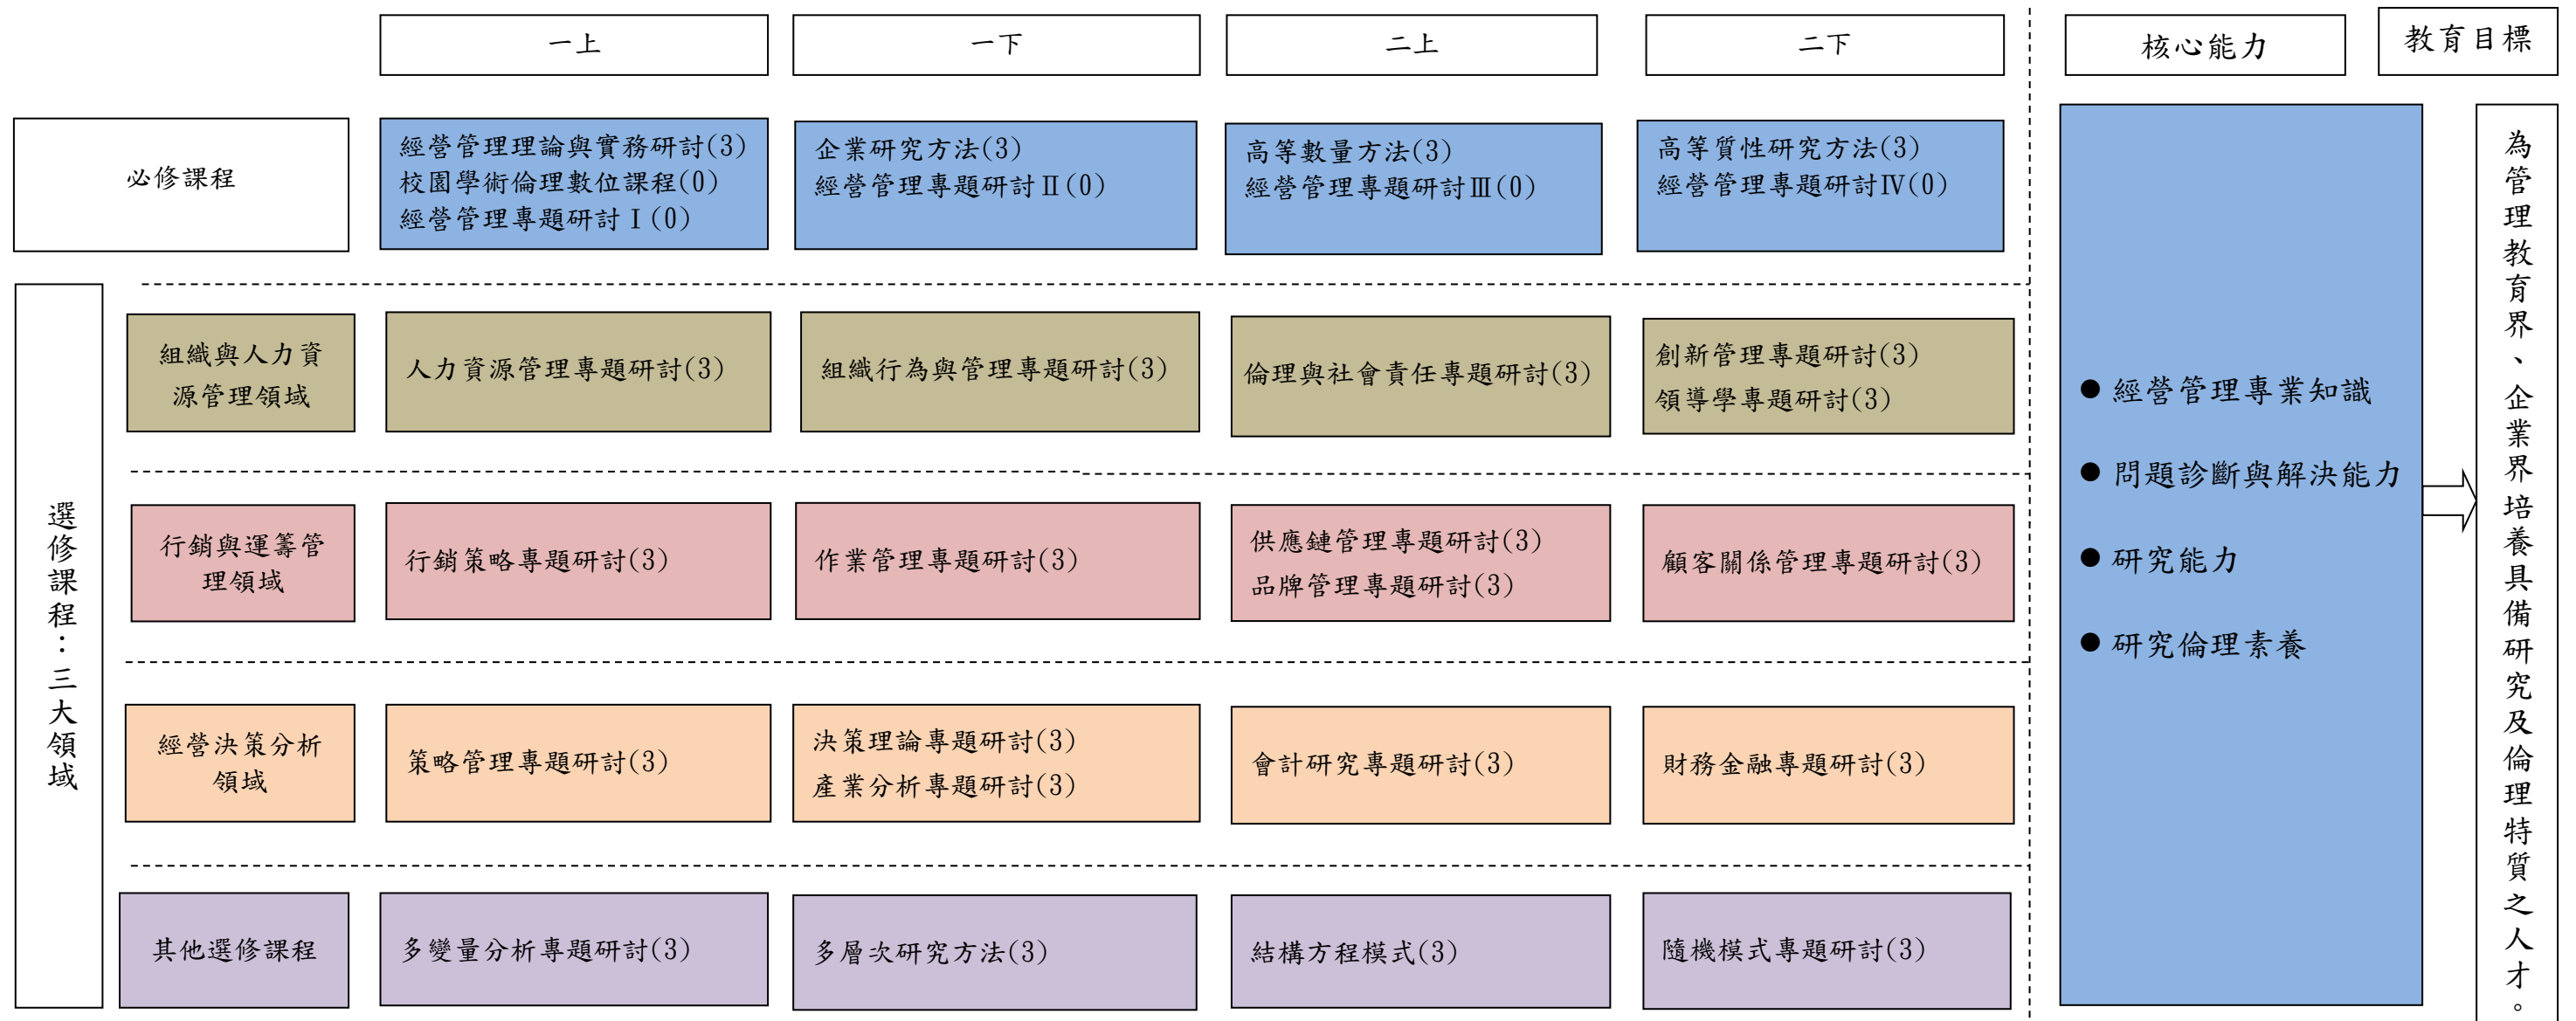 一上
一下
二上
二下
核心能力
教育目標
必修課程
經營管理理論與實務研討(3)
校園學術倫理數位課程(0)
經營管理專題研討Ⅰ(0)
企業研究方法(3)
經營管理專題研討Ⅱ(0)
高等數量方法(3)
經營管理專題研討Ⅲ(0)
高等質性研究方法(3)
經營管理專題研討Ⅳ(0)
選修課程：三大領域
組織與人力資
源管理領域
人力資源管理專題研討(3)
組織行為與管理專題研討(3)
倫理與社會責任專題研討(3)
創新管理專題研討(3)
領導學專題研討(3)
行銷與運籌管
理領域
行銷策略專題研討(3)
作業管理專題研討(3)
供應鏈管理專題研討(3)
品牌管理專題研討(3)
顧客關係管理專題研討(3)
經營決策分析
領域
策略管理專題研討(3)
決策理論專題研討(3)
產業分析專題研討(3)
會計研究專題研討(3)
財務金融專題研討(3)
其他選修課程
多變量分析專題研討(3)
多層次研究方法(3)
結構方程模式(3)
隨機模式專題研討(3)
● 經營管理專業知識
● 問題診斷與解決能力
● 研究能力
● 研究倫理素養
為管理教育界、企業界培養具備研究及倫理特質之人才。